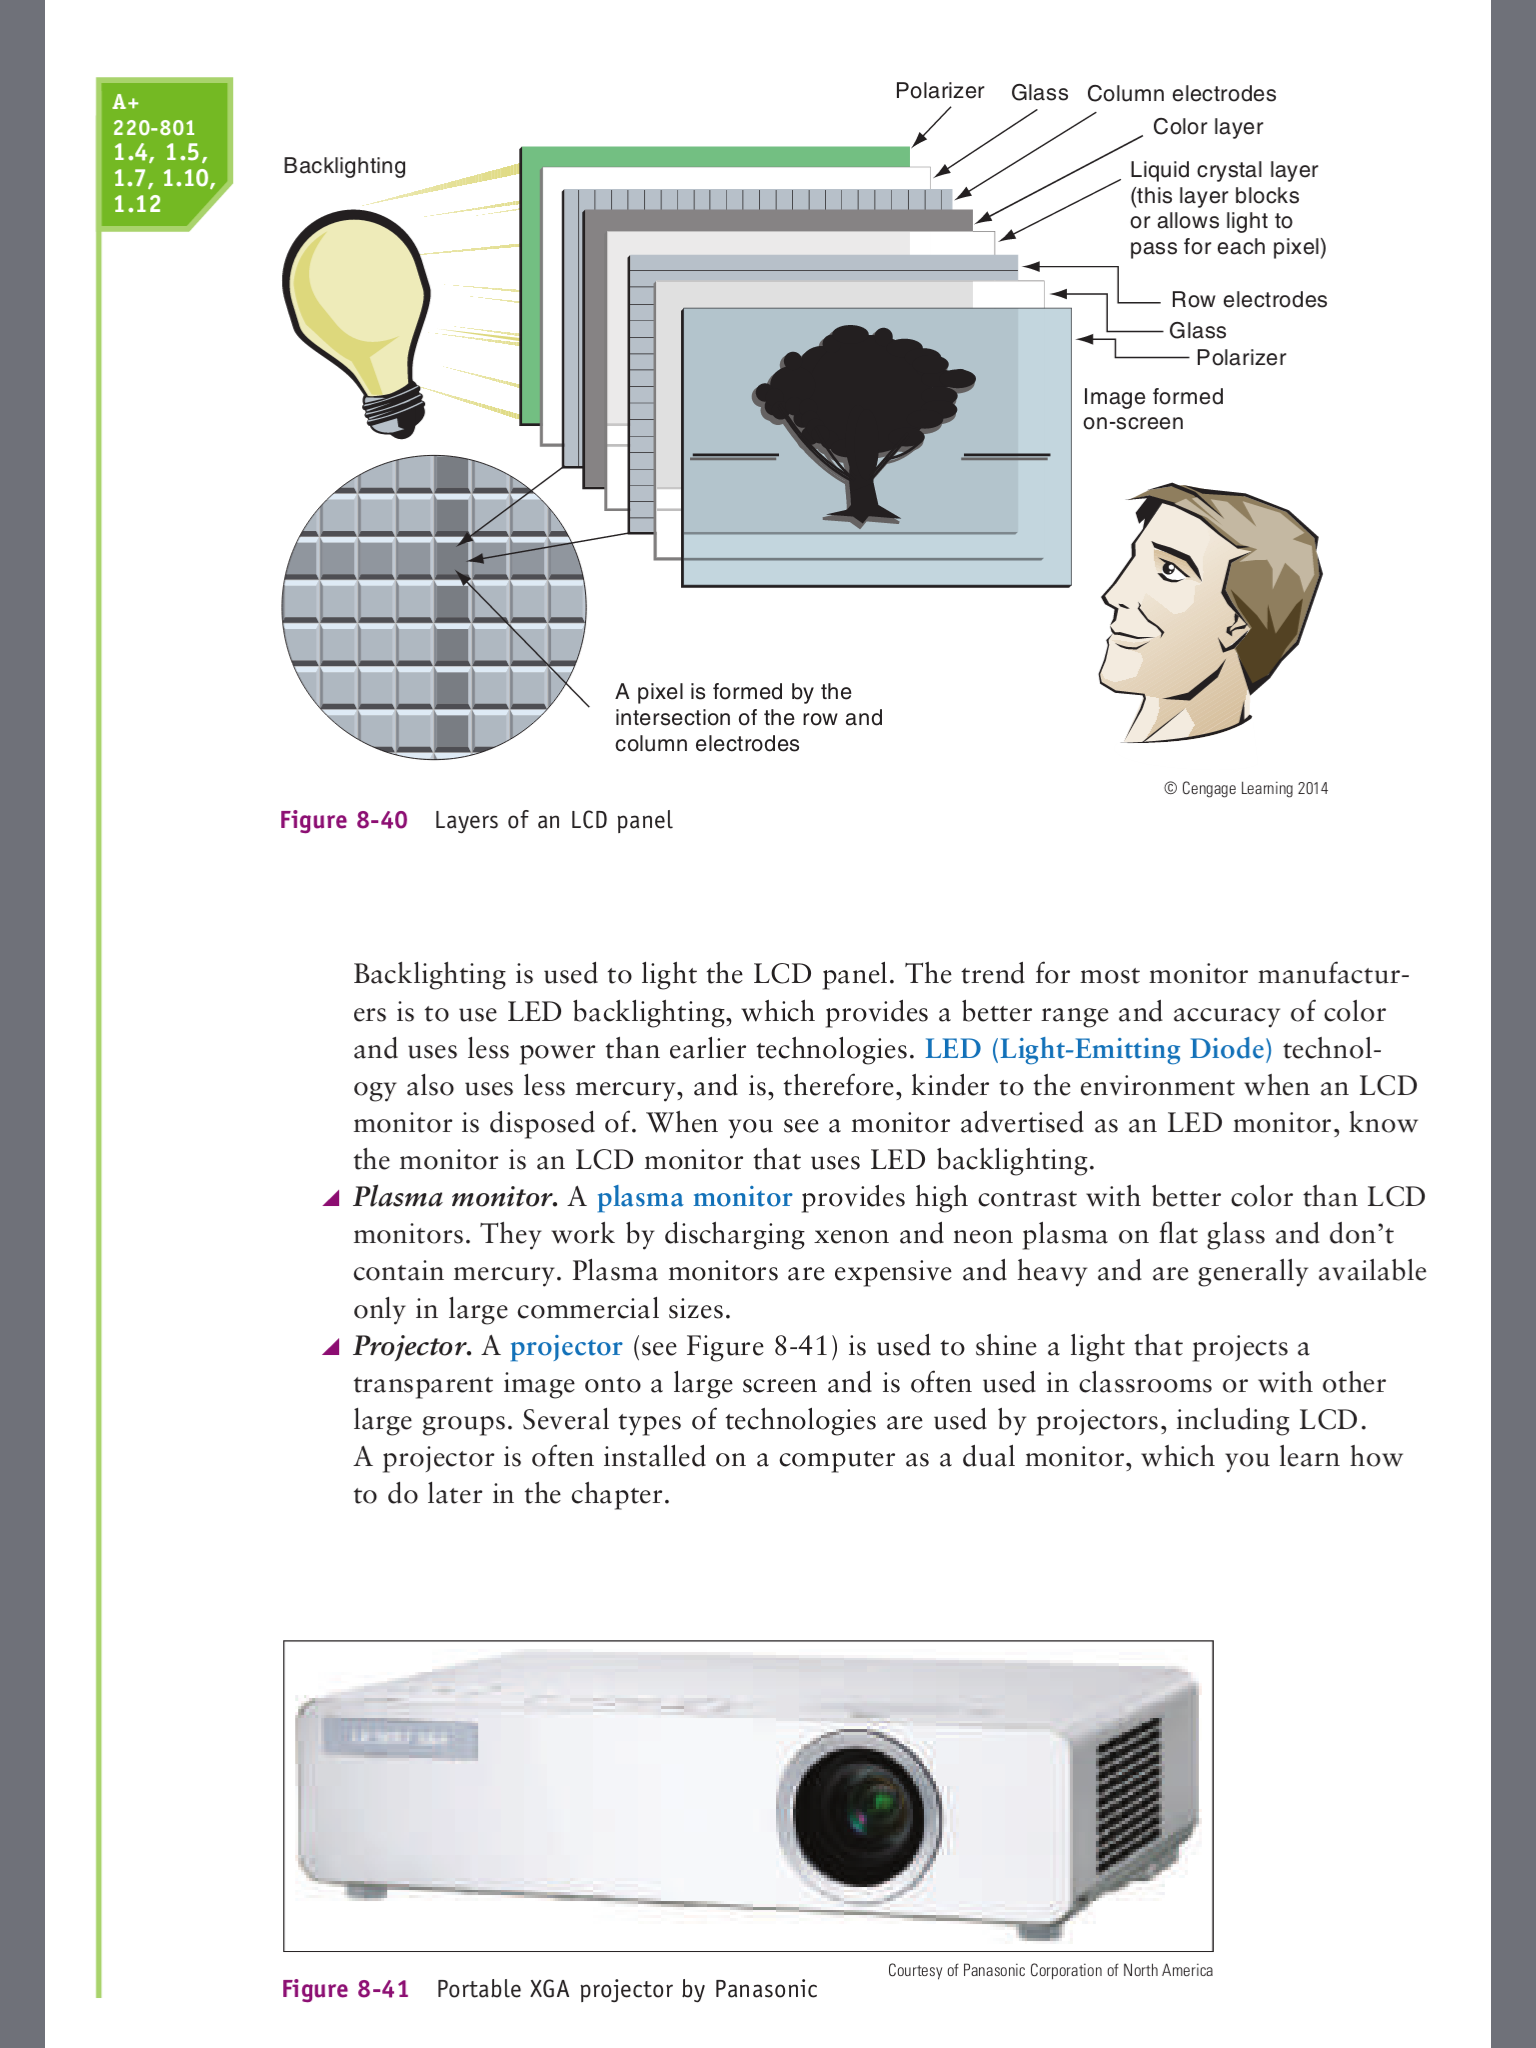 A+
220-801
1.4, 1.5,
1.7, 1.10,
1.12
Backlighting
Polarizer
Glass
Column electrodes
Color layer
Liquid crystal layer
(this layer blocks
or allows light to
pass for each pixel)
Row electrodes
Glass
Polarizer
Image formed
on-screen
A pixel is formed by the
intersection of the row and
column electrodes
© Cengage Learning 2014
Figure 8-40 Layers of an LCD panel
Backlighting is used to light the LCD panel. The trend for most monitor manufactur-
ers is to use LED backlighting, which provides a better range and accuracy of color
and uses less power than earlier technologies. LED (Light-Emitting Diode) technol-
ogy also uses less mercury, and is, therefore, kinder to the environment when an LCD
monitor is disposed of. When you see a monitor advertised as an LED monitor, know
the monitor is an LCD monitor that uses LED backlighting.
Plasma monitor. A plasma monitor provides high contrast with better color than LCD
monitors. They work by discharging xenon and neon plasma on flat glass and don't
contain mercury. Plasma monitors are expensive and heavy and are generally available
only in large commercial sizes.
Projector. A projector (see Figure 8-41) is used to shine a light that projects a
transparent image onto a large screen and is often used in classrooms or with other
large groups. Several types of technologies are used by projectors, including LCD.
A projector is often installed on a computer as a dual monitor, which you learn how
to do later in the chapter.
Courtesy of Panasonic Corporation of North America
Figure 8-41 Portable XGA projector by Panasonic